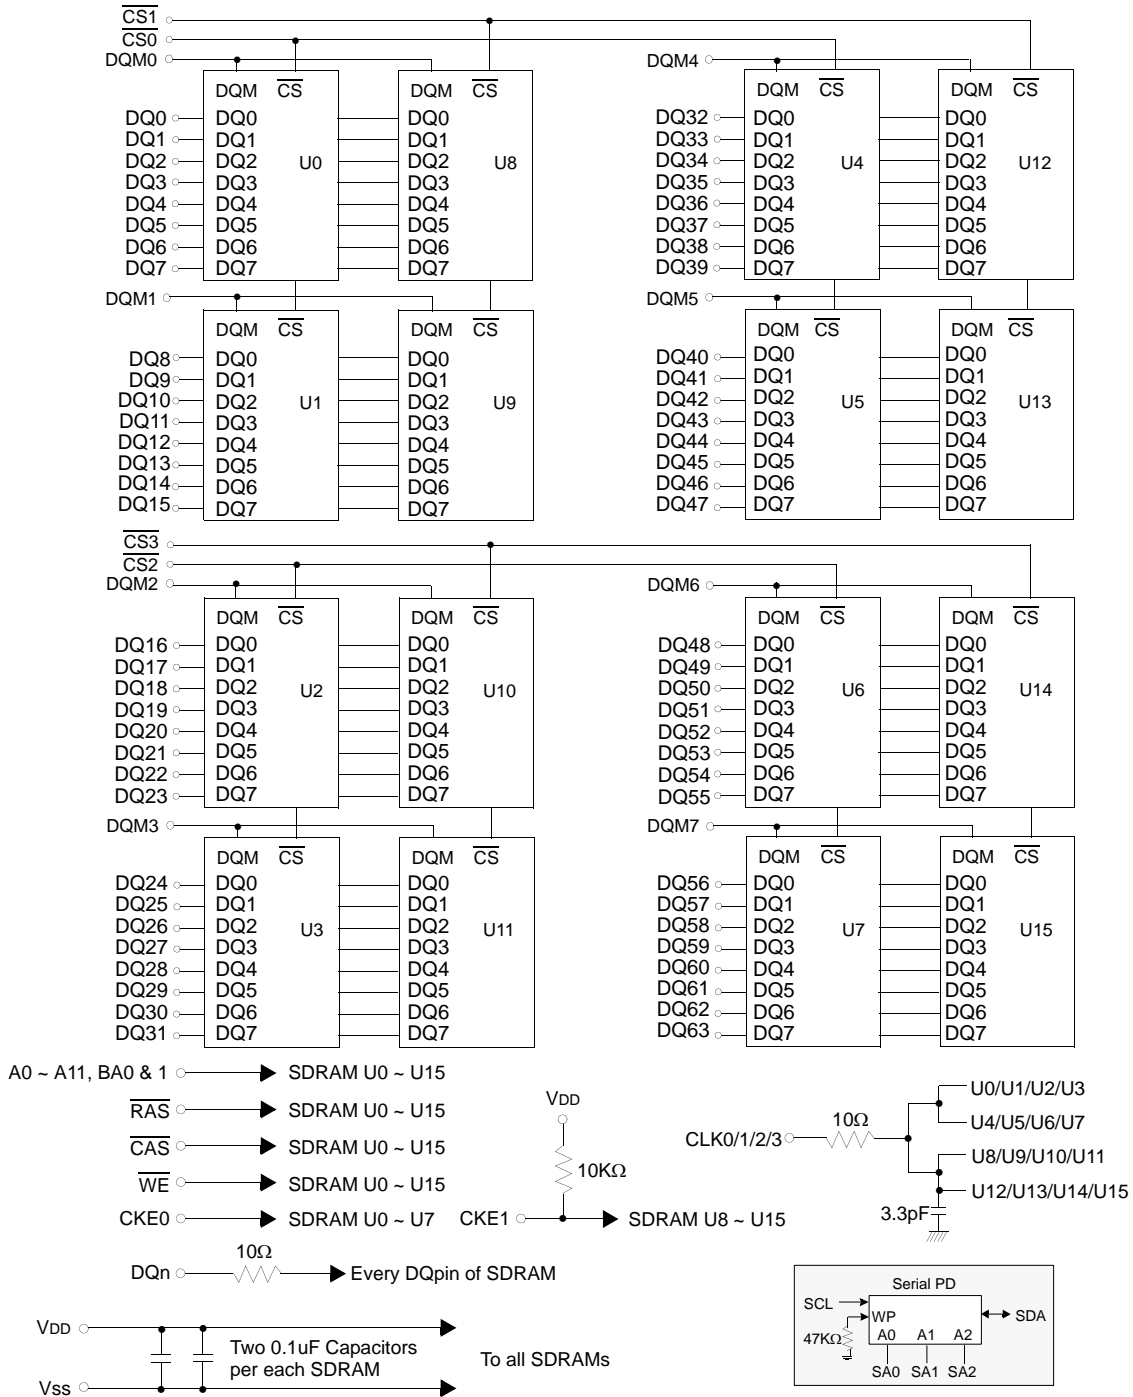 CS1
CS0
DQM0
DQM CS
DQ0 DQ0
DQ1 DQ1
DQ2 DQ2
DQ3 DQ3
DQ4 DQ4
DQ5 DQ5
DQ6 DQ6
DQ7 DQ7
U0
DQM CS
DQ0
DQ1
DQ2
DQ3
DQ4
DQ5
DQ6
DQ7
U8
DQM4
DQM CS
DQ32 DQ0
DQ33 DQ1
DQ34 DQ2
DQ35 DQ3
DQ36 DQ4
DQ37 DQ5
DQ38 DQ6
DQ39 DQ7
U4
DQM CS
DQ0
DQ1
DQ2
DQ3
DQ4
DQ5
DQ6
DQ7
U12
DQM1
DQM CS
DQ8 DQ0
DQ9 DQ1
DQ10 DQ2
DQ11 DQ3
DQ12 DQ4
DQ13 DQ5
DQ14 DQ6
DQ15 DQ7
U1
DQM CS
DQ0
DQ1
DQ2
DQ3
DQ4
DQ5
DQ6
DQ7
U9
DQM5
DQM CS
DQ40 DQ0
DQ41 DQ1
DQ42 DQ2
DQ43 DQ3
DQ44 DQ4
DQ45 DQ5
DQ46 DQ6
DQ47 DQ7
U5
DQM CS
DQ0
DQ1
DQ2
DQ3
DQ4
DQ5
DQ6
DQ7
U13
CS3
CS2
DQM2
DQM CS
DQ16 DQ0
DQ17 DQ1
DQ18 DQ2
DQ19 DQ3
DQ20 DQ4
DQ21 DQ5
DQ22 DQ6
DQ23 DQ7
U2
DQM CS
DQ0
DQ1
DQ2
DQ3
DQ4
DQ5
DQ6
DQ7
U10
DQM6
DQM CS
DQ48 DQ0
DQ49 DQ1
DQ50 DQ2
DQ51 DQ3
DQ52 DQ4
DQ53 DQ5
DQ54 DQ6
DQ55 DQ7
U6
DQM CS
DQ0
DQ1
DQ2
DQ3
DQ4
DQ5
DQ6
DQ7
U14
DQM3
DQM CS
DQ24 DQ0
DQ25 DQ1
DQ26 DQ2
DQ27 DQ3
DQ28 DQ4
DQ29 DQ5
DQ30 DQ6
DQ31 DQ7
U3
DQM CS
DQ0
DQ1
DQ2
DQ3
DQ4
DQ5
DQ6
DQ7
U11
DQM7
DQM CS
DQ56 DQ0
DQ57 DQ1
DQ58 DQ2
DQ59 DQ3
DQ60 DQ4
DQ61 DQ5
DQ62 DQ6
DQ63 DQ7
U7
DQM CS
DQ0
DQ1
DQ2
DQ3
DQ4
DQ5
DQ6
DQ7
U15
A0 ~ A11, BA0 & 1 SDRAM U0 ~ U15
RAS SDRAM U0 ~ U15
CAS SDRAM U0 ~ U15
WE SDRAM U0 ~ U15
CKE0 SDRAM U0 ~ U7
VDD
10KΩ
CKE1 SDRAM U8 ~ U15
CLK0/1/2/3
10Ω
U0/U1/U2/U3
U4/U5/U6/U7
U8/U9/U10/U11
U12/U13/U14/U15
3.3pF
10Ω
DQn Every DQpin of SDRAM
VDD
Two 0.1uF Capacitors
per each SDRAM
To all SDRAMs
Vss
Serial PD
SCL
WP
SDA
47KΩ
A0 A1 A2
SA0 SA1 SA2